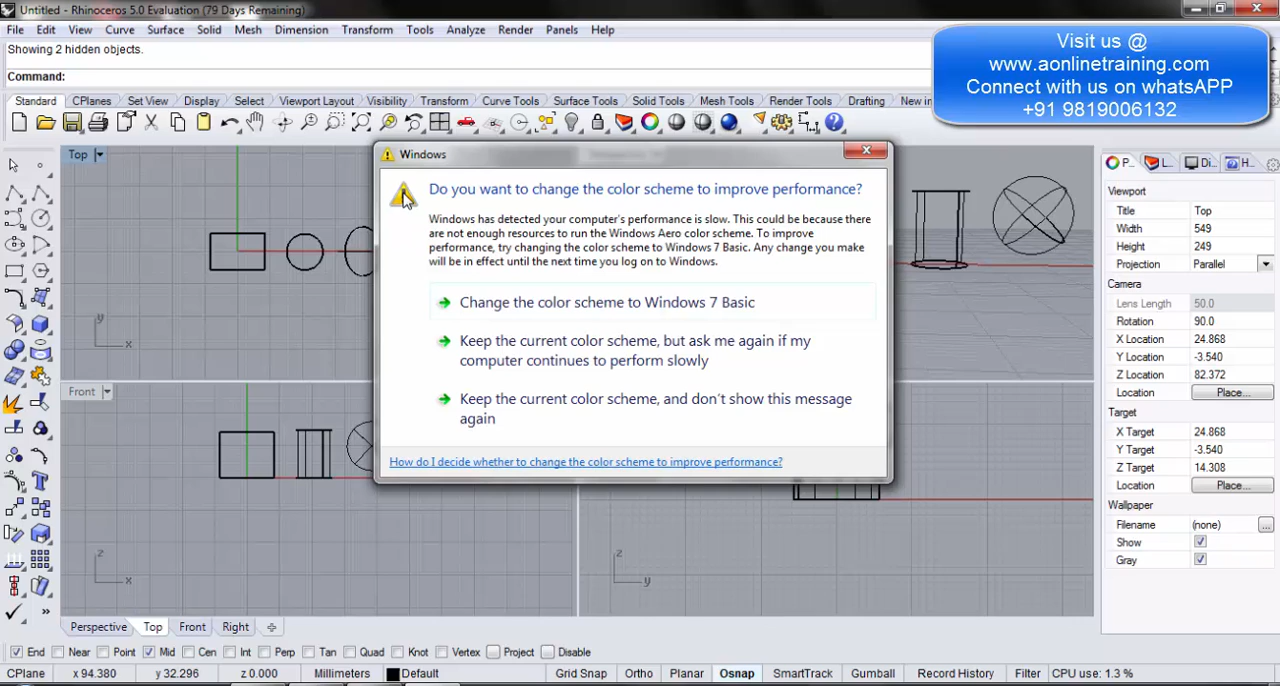 Untitled - Rhinoceros 5.0 Evaluation (79 Days Remaining)
File Edit View Curve Surface Solid Mesh Dimension Transform Tools Analyze Render Panels Help
Showing 2 hidden objects.
Command:
Visit us @
www.aonlinetraining.com
Connect with us on whatsAPP
+91 9819006132
Standard CPlanes Set View Display Select Viewport Layout Visibility Transform Curve Tools Surface Tools Solid Tools Mesh Tools Render Tools Drafting New in
Top
Windows
Do you want to change the color scheme to improve performance?
Windows has detected your computer's performance is slow. This could be because there
are not enough resources to run the Windows Aero color scheme. To improve
performance, try changing the color scheme to Windows 7 Basic. Any change you make
will be in effect until the next time you log on to Windows.
Change the color scheme to Windows 7 Basic
Keep the current color scheme, but ask me again if my
computer continues to perform slowly
Keep the current color scheme, and don't show this message
again
How do I decide whether to change the color scheme to improve performance?
y
x
Front
z
x
z
y
P... L... Di... H...
Viewport
Title Top
Width 549
Height 249
Projection Parallel
Camera
Lens Length 50.0
Rotation 90.0
X Location 24.868
Y Location -3.540
Z Location 82.372
Location Place...
Target
X Target 24.868
Y Target -3.540
Z Target 14.308
Location Place...
Wallpaper
Filename (none) ...
Show
Gray
Perspective Top Front Right
End Near Point Mid Cen Int Perp Tan Quad Knot Vertex Project Disable
CPlane x 94.380 y 32.296 z 0.000 Millimeters Default Grid Snap Ortho Planar Osnap SmartTrack Gumball Record History Filter CPU use: 1.3 %